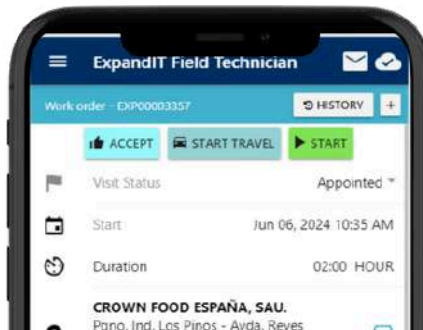 ExpandIT Field Technician
Work order - EXP00003357
HISTORY +
ACCEPT START TRAVEL START
Visit Status Appointed
Start Jun 06, 2024 10:35 AM
Duration 02:00 HOUR
CROWN FOOD ESPAÑA, SAU.
Pgno. Ind. Los Pinos - Avda. Reyes